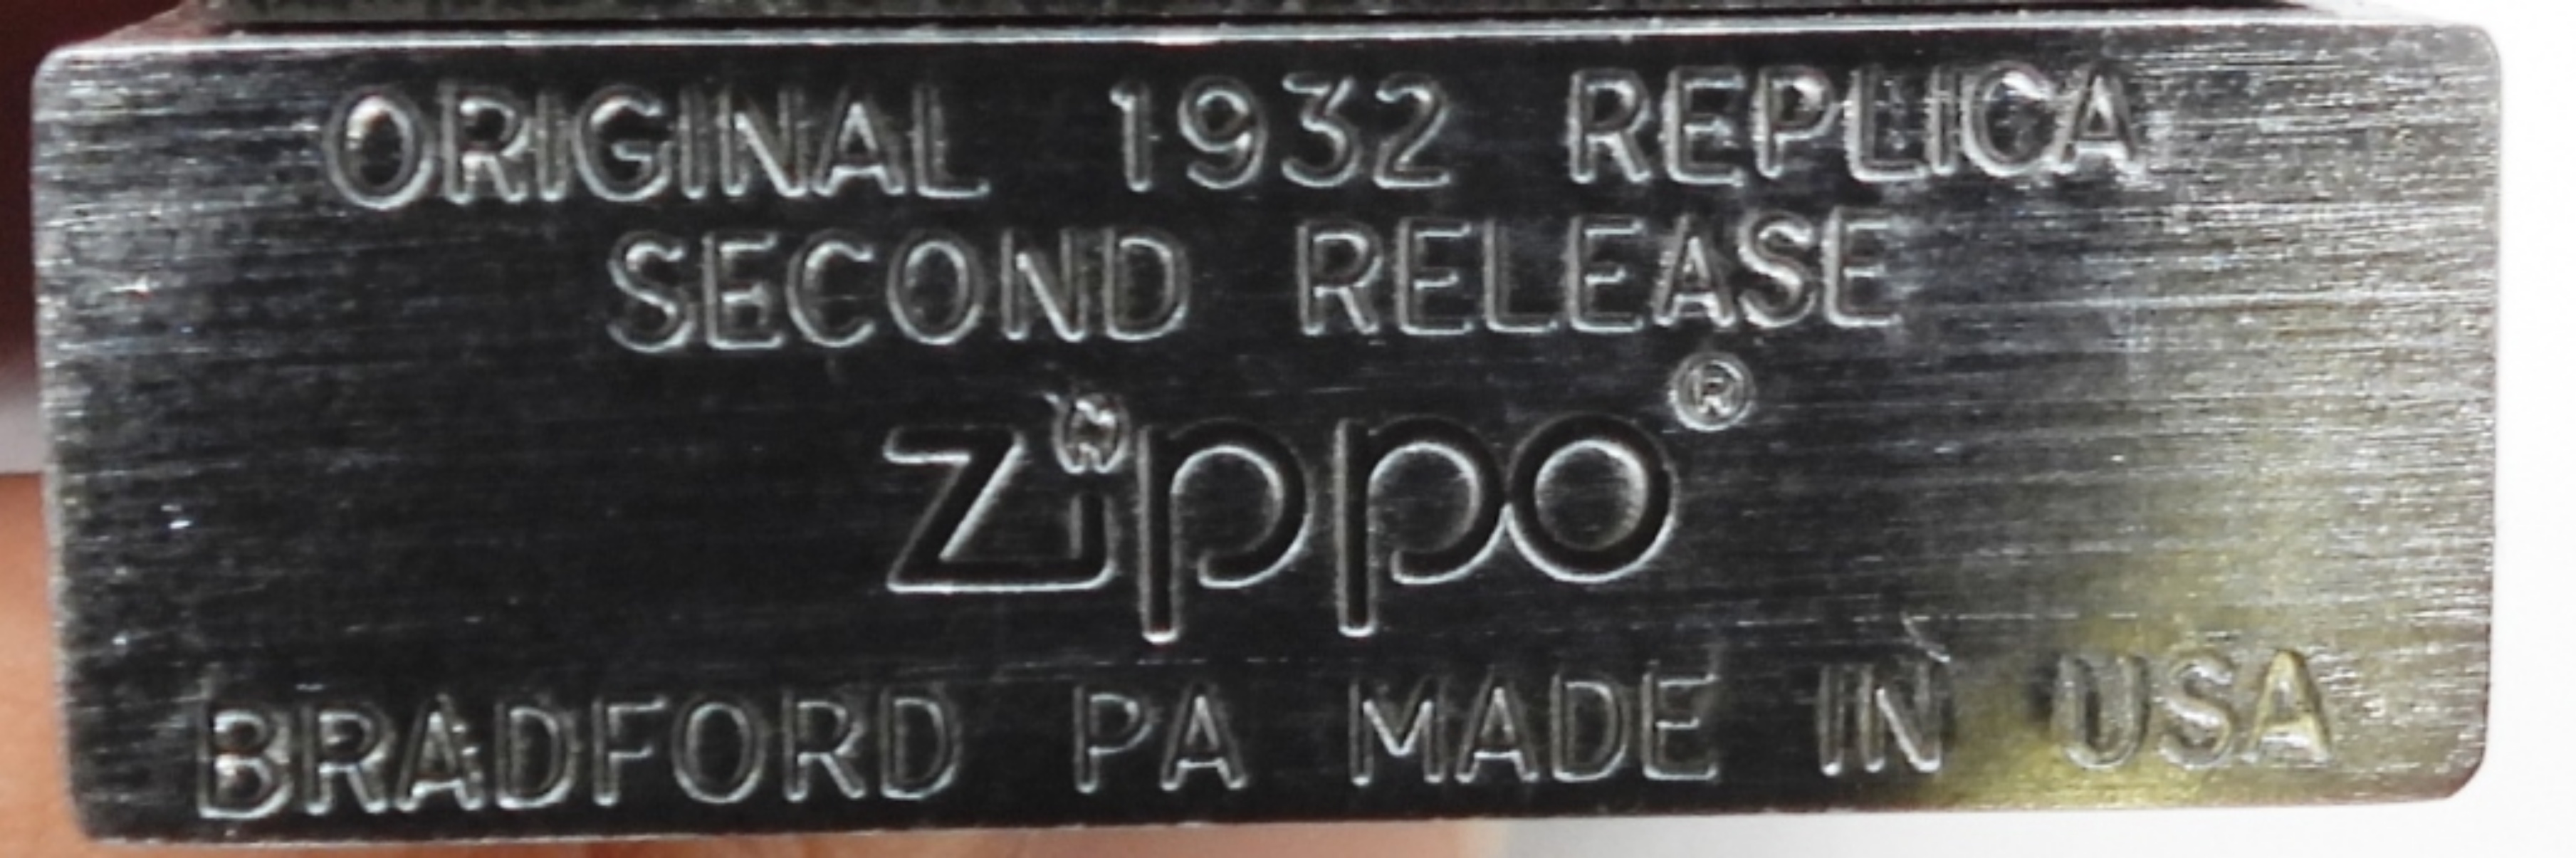 ORIGINAL 1932 REPLICA
SECOND RELEASE
Zippo®
BRADFORD PA MADE IN USA